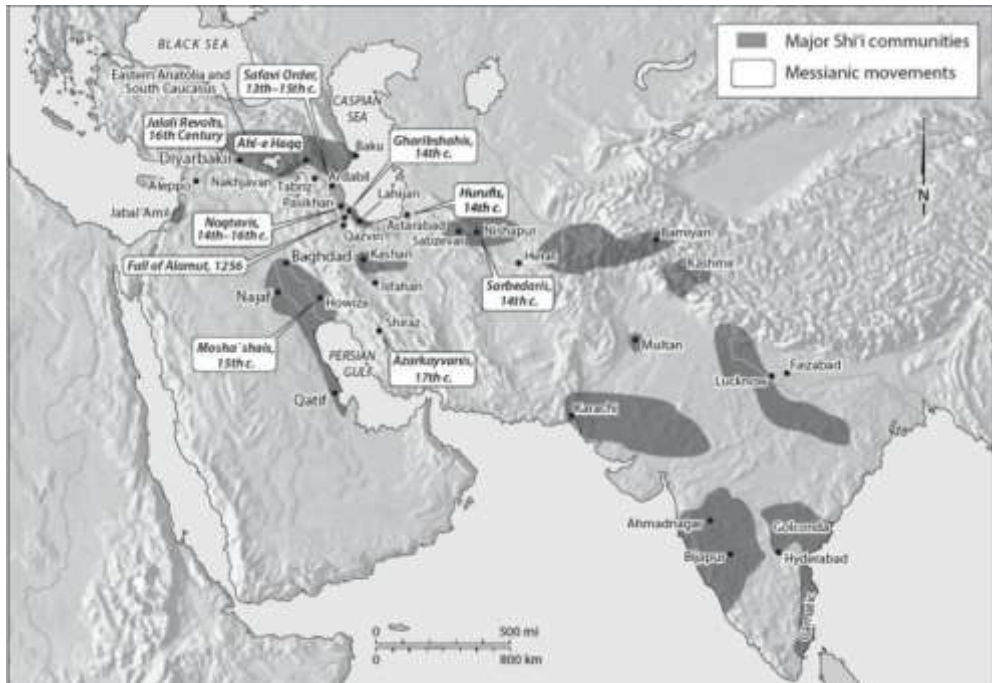 BLACK SEA
Major Shi'i communities
Messianic movements
Eastern Anatolia and
South Caucasus
Safavi Order,
13th–15th c.
CASPIAN
SEA
Jalali Revolts,
16th Century
Ahl-e Haqq
Gharibshahis,
14th c.
Baku
Diyarbakir
Aleppo
Nakhjavan
Tabriz
Ardabil
Pasikhan
Lahijan
Hurufis,
14th c.
N
Jabal 'Amil
Noqtavis,
14th–16th c.
Qazvin
Astarabad
Sabzevar
Nishapur
Bamiyan
Fall of Alamut, 1256
Baghdad
Kashan
Herat
Kashmir
Isfahan
Sarbedaris,
14th c.
Najaf
Howiza
Shiraz
Multan
Mosha'sha'is,
15th c.
PERSIAN
GULF
Azarkayvanis,
17th c.
Lucknow
Faizabad
Qatif
Karachi
Ahmadnagar
Golconda
Bijapur
Hyderabad
0 500 mi
0 800 km